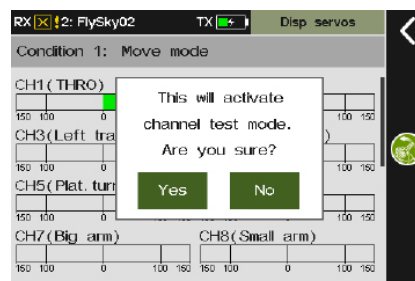 RX 2: FlySky02 TX Disp servos
Condition 1: Move mode
CH1(THRO)
150 100 0 100 150
CH3(Left tra )
150 100 0 100 150
CH5(Plat. turn
150 100 0 100 150
CH7(Big arm) CH8(Small arm)
150 100 0 100 150 150 100 0 100 150
This will activate
channel test mode.
Are you sure?
Yes No